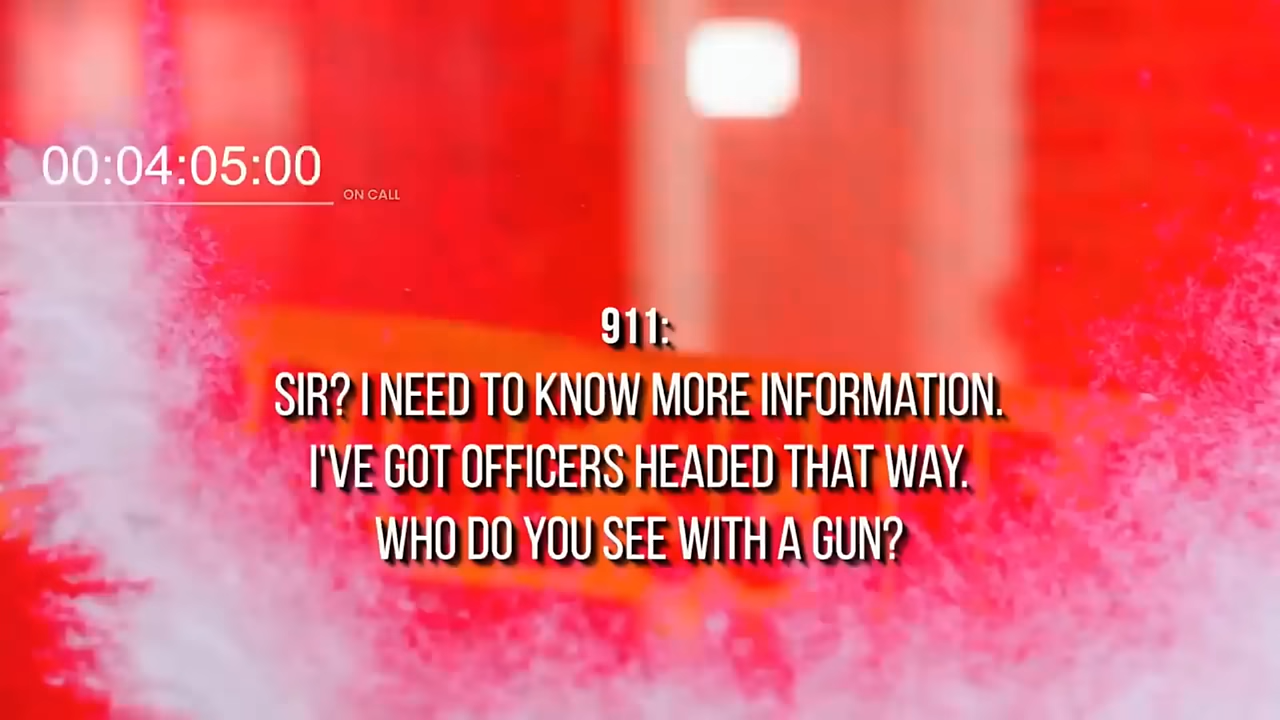 00:04:05:00
ON CALL
911:
SIR? I NEED TO KNOW MORE INFORMATION.
I'VE GOT OFFICERS HEADED THAT WAY.
WHO DO YOU SEE WITH A GUN?